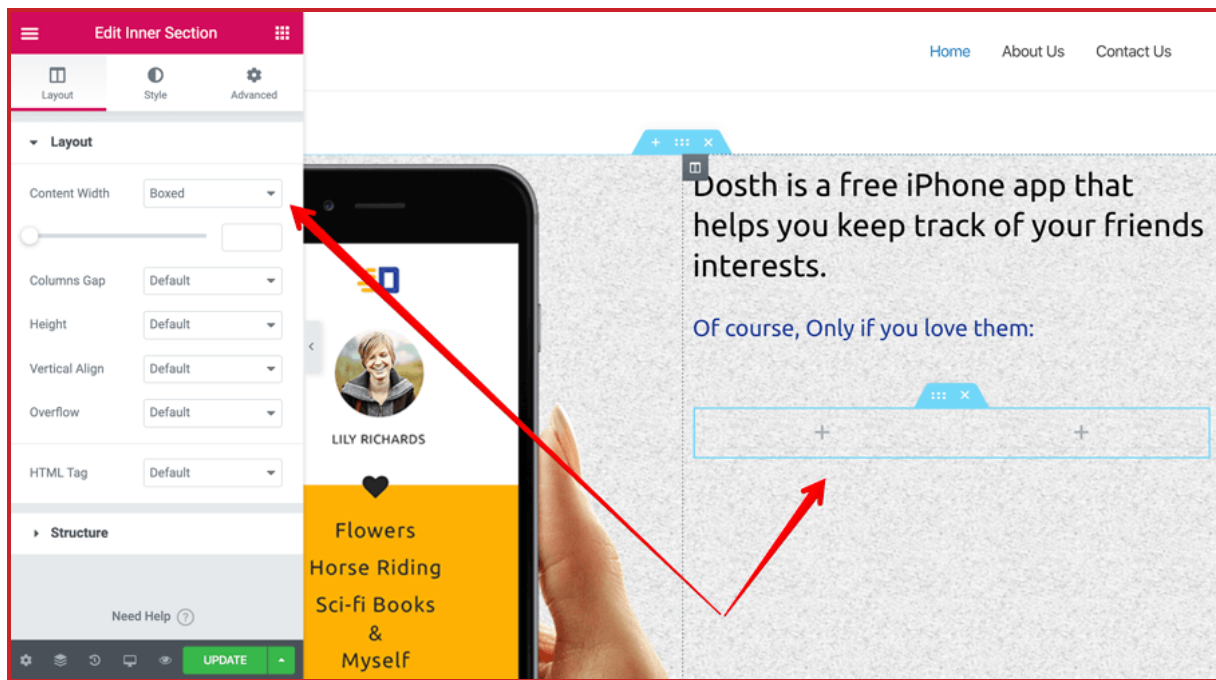 Edit Inner Section
Layout
Style
Advanced
Layout
Content Width
Boxed
Columns Gap
Default
Height
Default
Vertical Align
Default
Overflow
Default
HTML Tag
Default
Structure
Need Help ?
UPDATE
Home
About Us
Contact Us
LILY RICHARDS
Flowers
Horse Riding
Sci-fi Books
&
Myself
Dosth is a free iPhone app that
helps you keep track of your friends
interests.
Of course, Only if you love them: